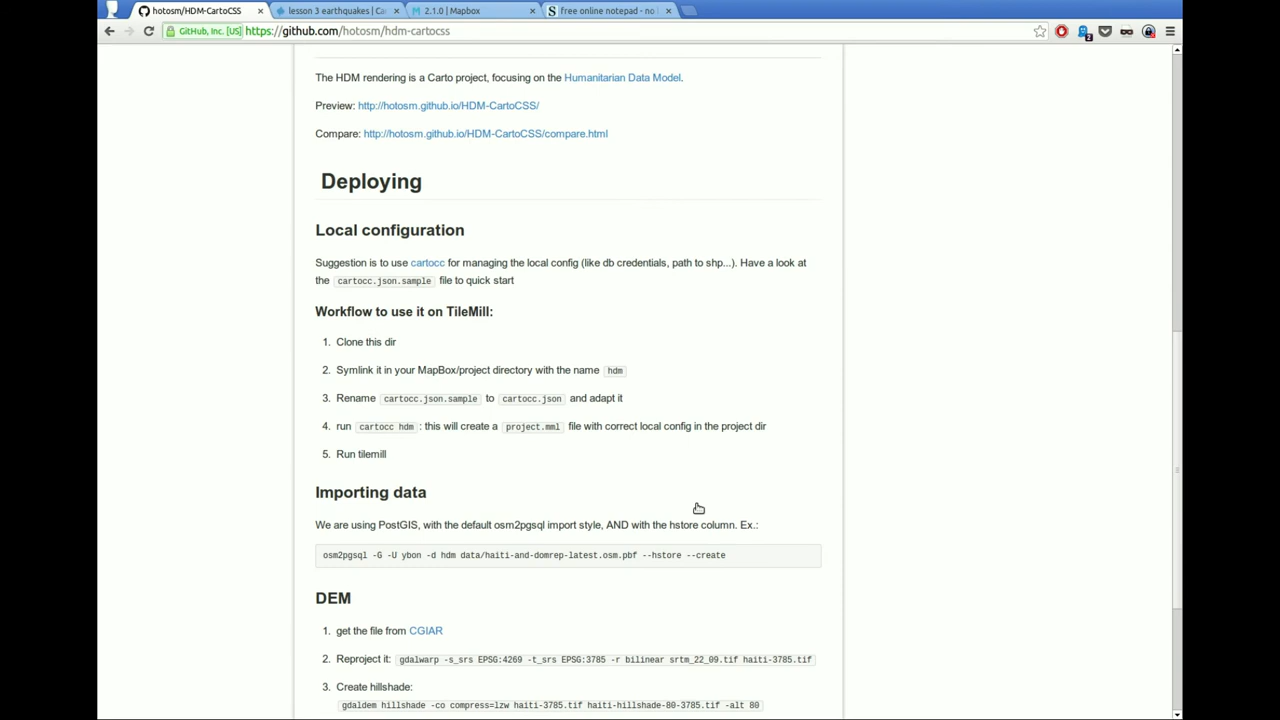 hotosm/HDM-CartoCSS
lesson 3 earthquakes | Ca
2.1.0 | Mapbox
free online notepad - no
GitHub, Inc. [US] https://github.com/hotosm/hdm-cartocss
2
The HDM rendering is a Carto project, focusing on the Humanitarian Data Model.
Preview: http://hotosm.github.io/HDM-CartoCSS/
Compare: http://hotosm.github.io/HDM-CartoCSS/compare.html
Deploying
Local configuration
Suggestion is to use cartocc for managing the local config (like db credentials, path to shp...). Have a look at
the cartocc.json.sample file to quick start
Workflow to use it on TileMill:
1. Clone this dir
2. Symlink it in your MapBox/project directory with the name hdm
3. Rename cartocc.json.sample to cartocc.json and adapt it
4. run cartocc hdm : this will create a project.mml file with correct local config in the project dir
5. Run tilemill
Importing data
We are using PostGIS, with the default osm2pgsql import style, AND with the hstore column. Ex.:
osm2pgsql -G -U ybon -d hdm data/haiti-and-domrep-latest.osm.pbf --hstore --create
DEM
1. get the file from CGIAR
2. Reproject it: gdalwarp -s_srs EPSG:4269 -t_srs EPSG:3785 -r bilinear srtm_22_09.tif haiti-3785.tif
3. Create hillshade:
gdaldem hillshade -co compress=lzw haiti-3785.tif haiti-hillshade-80-3785.tif -alt 80